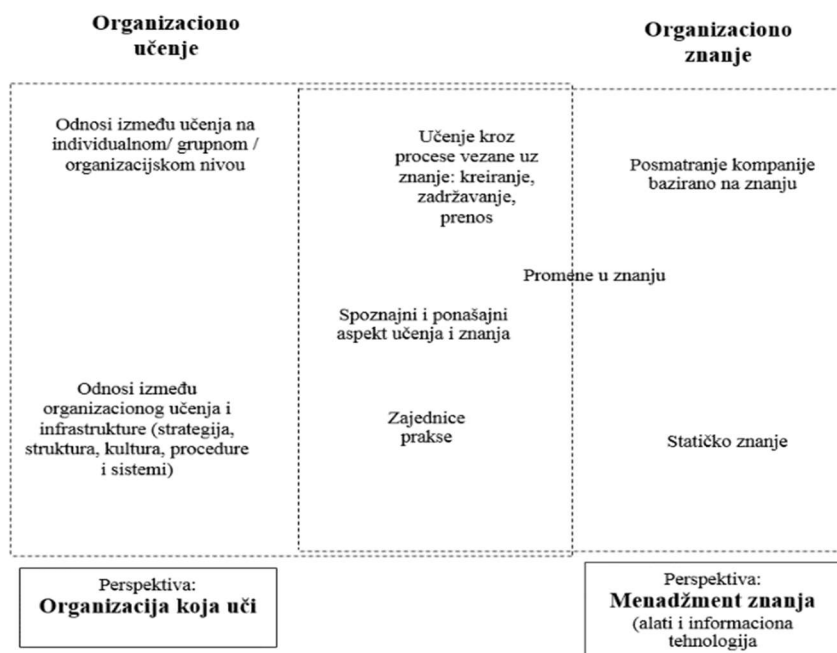 Organizaciono
učenje
Organizaciono
znanje
Odnosi između učenja na
individualnom/ grupnom /
organizacijskom nivou
Učenje kroz
procese vezane uz
znanje: kreiranje,
zadržavanje,
prenos
Posmatranje kompanije
bazirano na znanju
Promene u znanju
Spoznajni i ponašajni
aspekt učenja i znanja
Odnosi između
organizacionog učenja i
infrastrukture (strategija,
struktura, kultura, procedure
i sistemi)
Zajednice
prakse
Statičko znanje
Perspektiva:
Organizacija koja uči
Perspektiva:
Menadžment znanja
(alati i informaciona
tehnologija